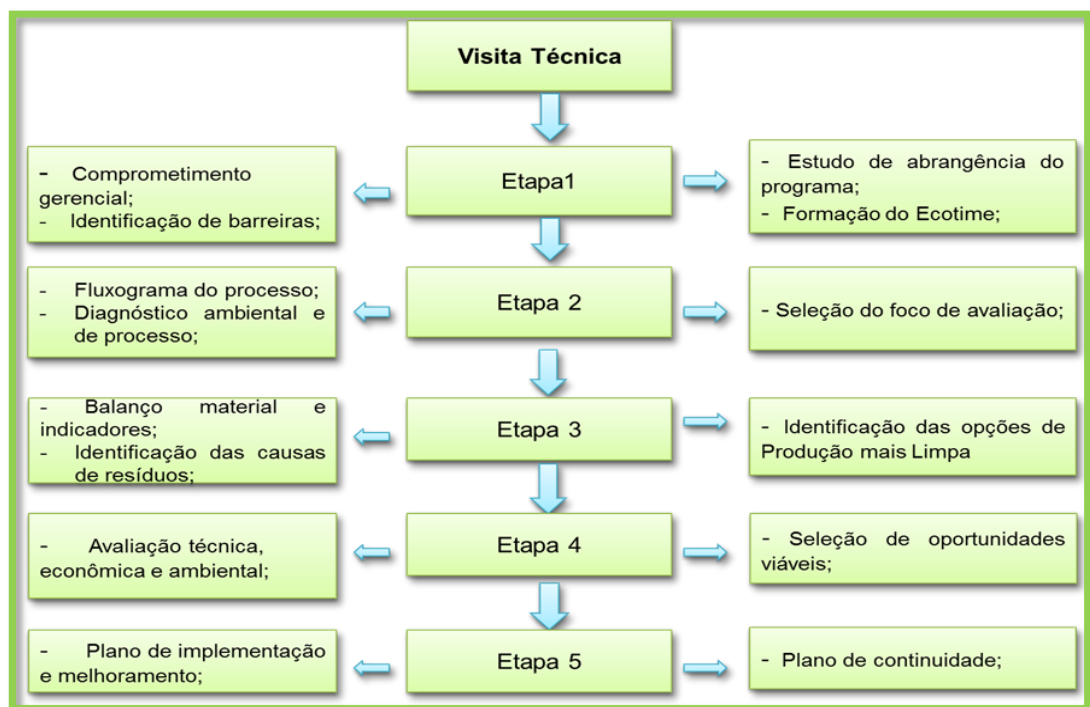 Visita Técnica
- Comprometimento
gerencial;
- Identificação de barreiras;
Etapa1
- Estudo de abrangência do
programa;
- Formação do Ecotime;
- Fluxograma do processo;
- Diagnóstico ambiental e
de processo;
Etapa 2
- Seleção do foco de avaliação;
- Balanço material e
indicadores;
- Identificação das causas
de resíduos;
Etapa 3
- Identificação das opções de
Produção mais Limpa
- Avaliação técnica,
econômica e ambiental;
Etapa 4
- Seleção de oportunidades
viáveis;
- Plano de implementação
e melhoramento;
Etapa 5
- Plano de continuidade;